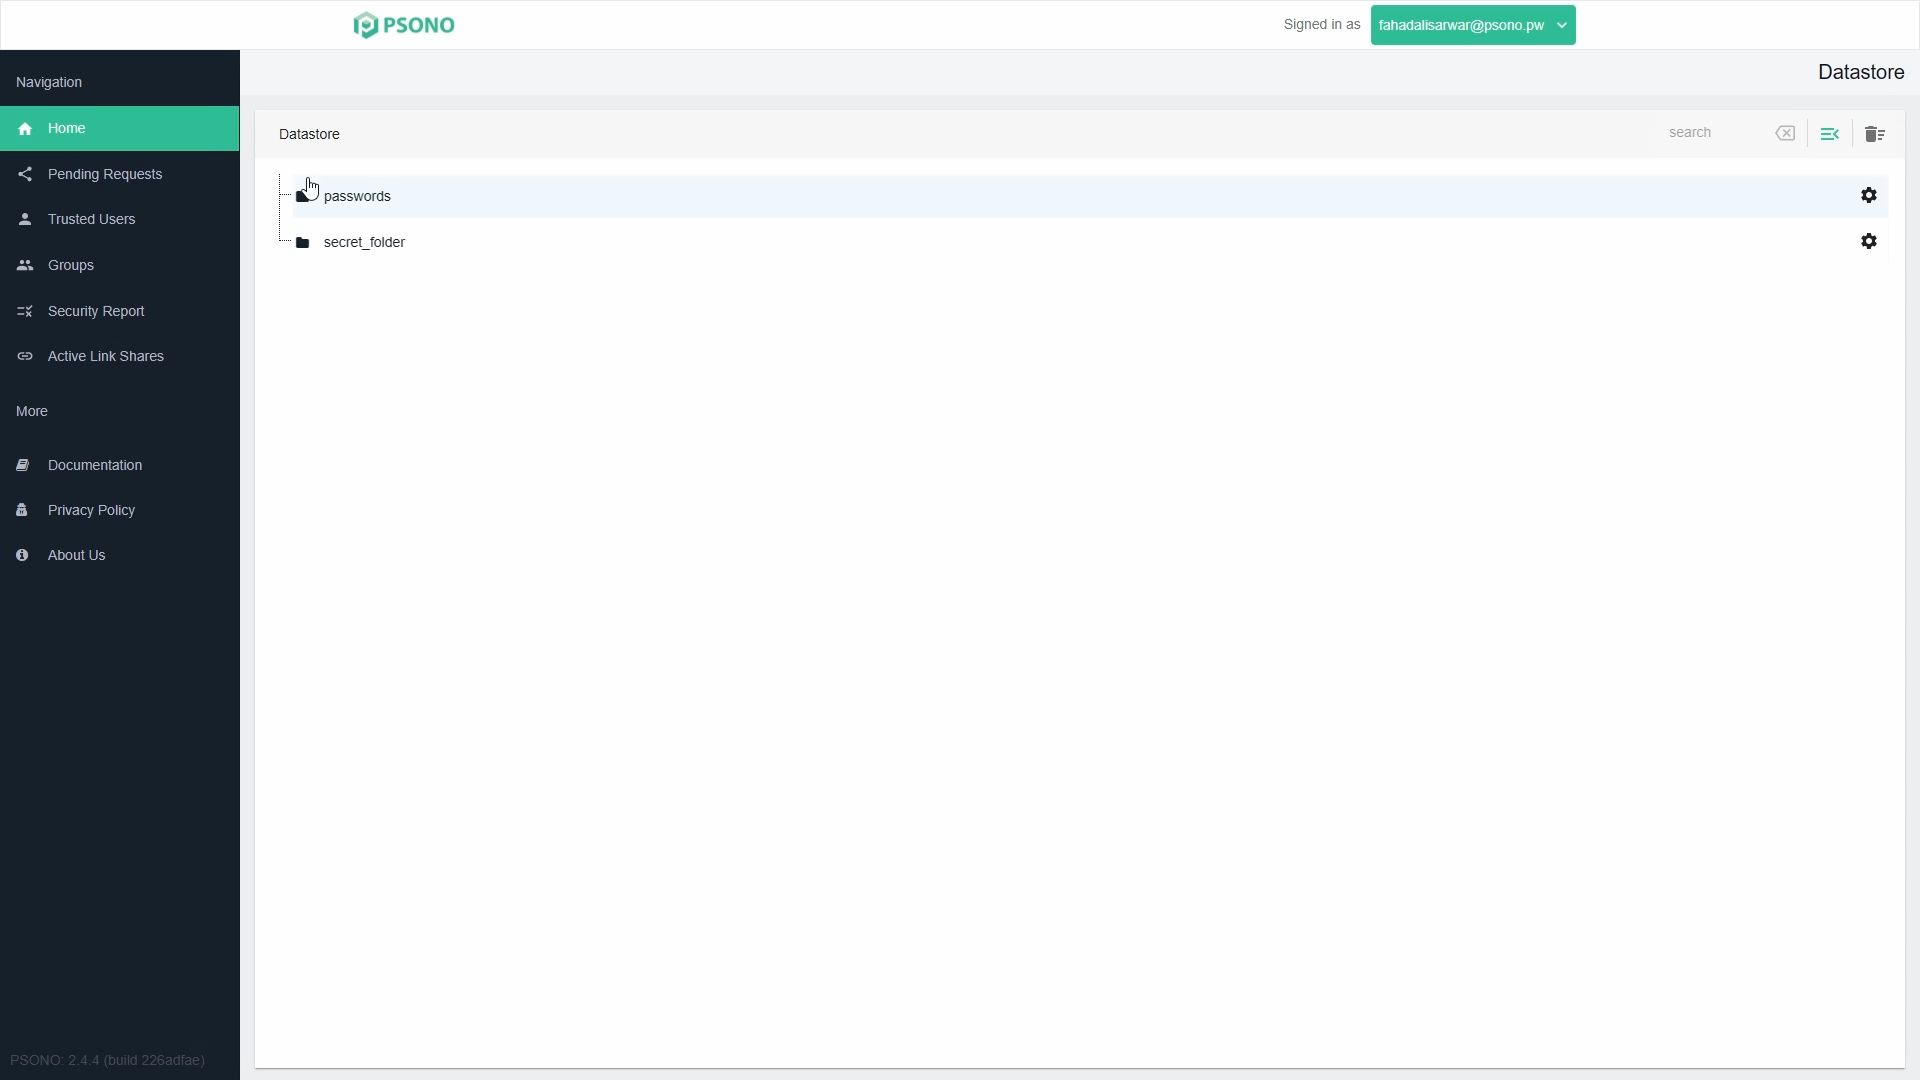 PSONO
Signed in as
fahadalisarwar@psono.pw
Navigation
Datastore
Home
Datastore
search
Pending Requests
passwords
Trusted Users
secret_folder
Groups
Security Report
Active Link Shares
More
Documentation
Privacy Policy
About Us
PSONO: 2.4.4 (build 226adfae)